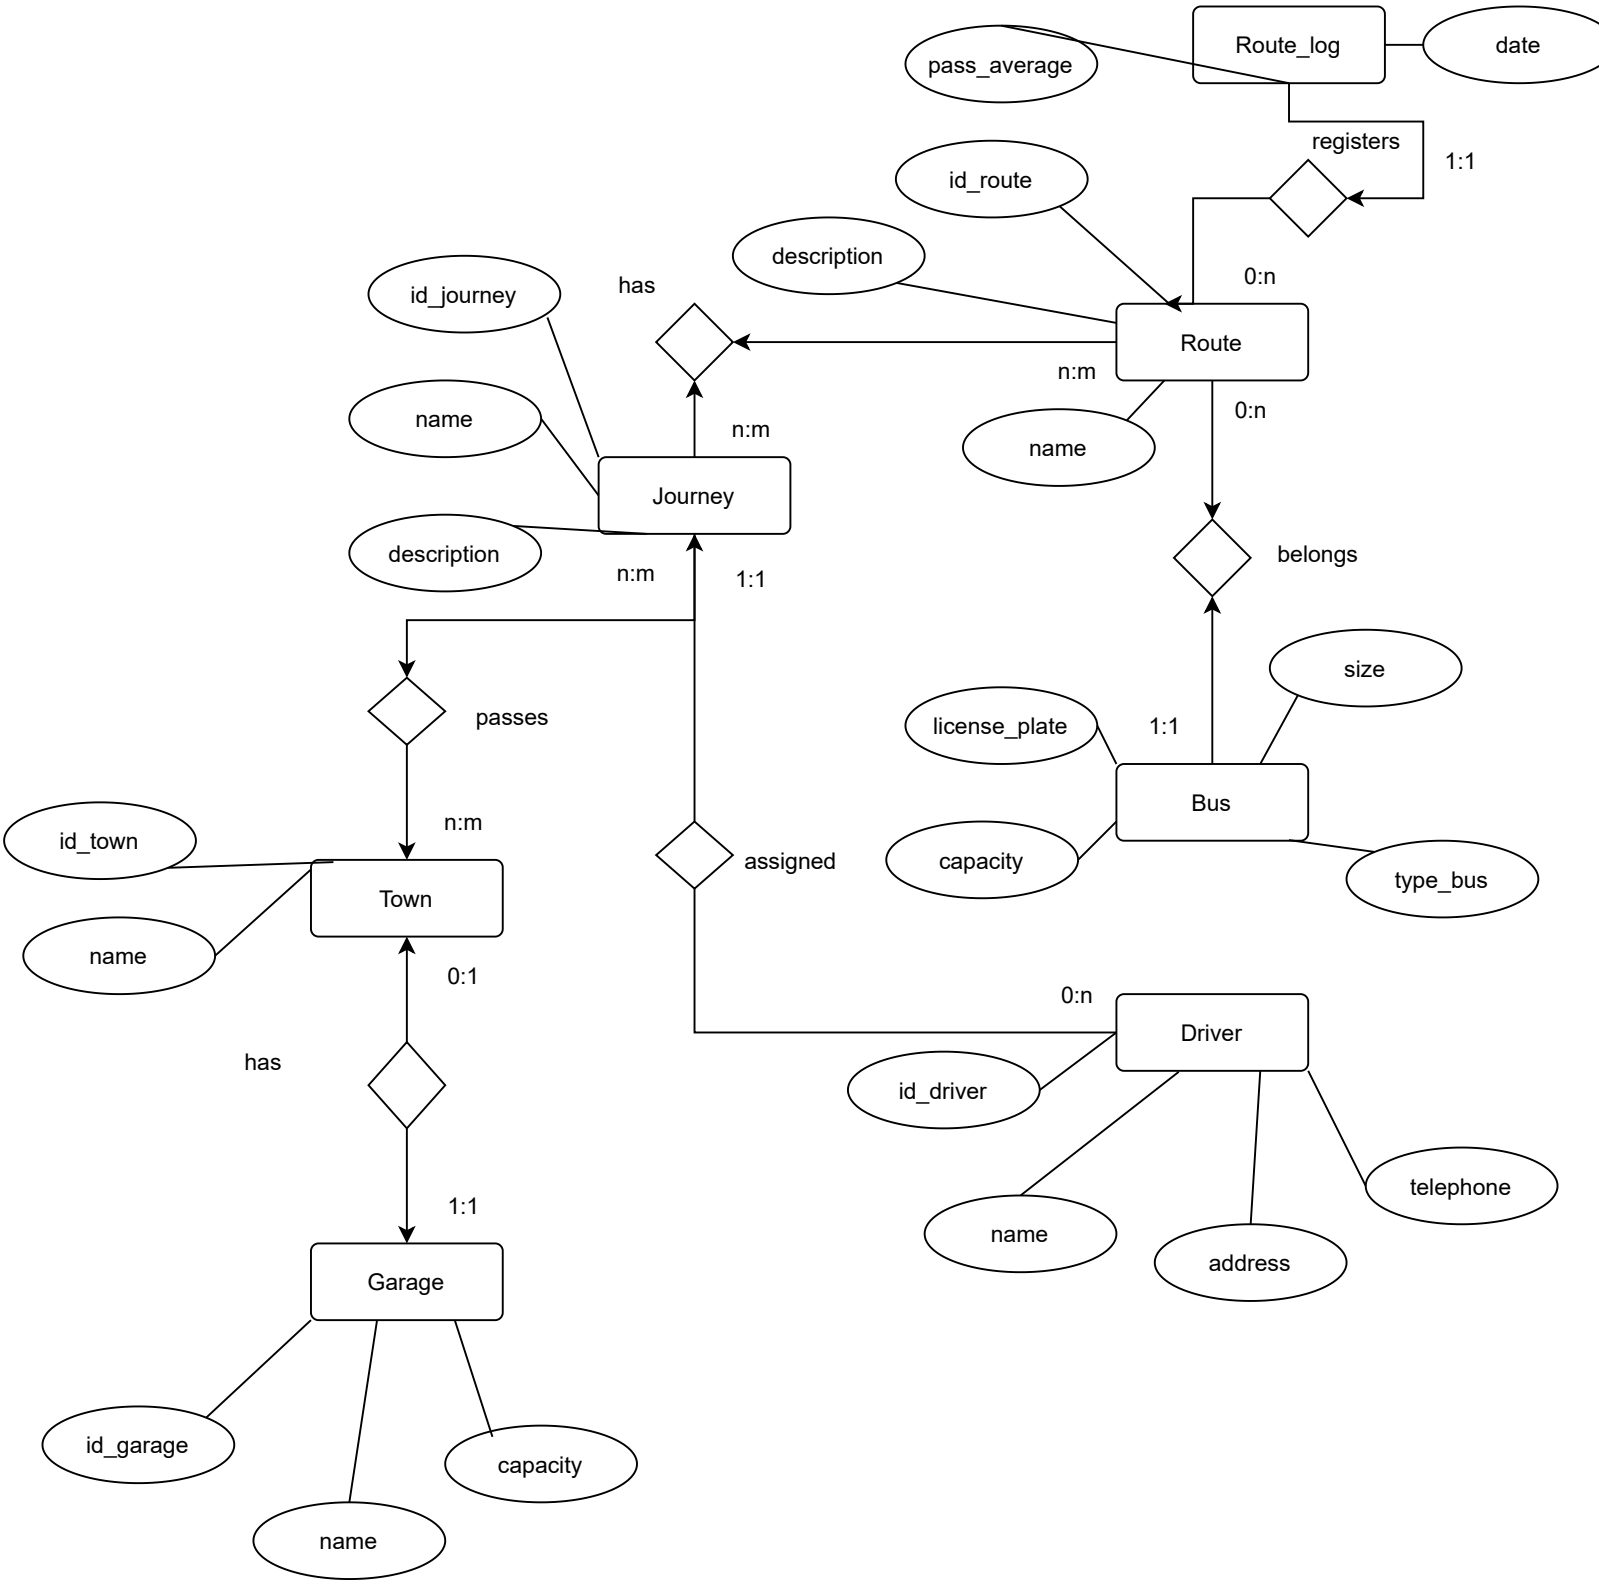 Route_log
date
pass_average
registers
1:1
id_route
description
0:n
has
id_journey
Route
n:m
0:n
name
n:m
name
Journey
description
n:m
1:1
belongs
size
passes
license_plate
1:1
Bus
n:m
id_town
capacity
assigned
type_bus
Town
name
0:1
0:n
Driver
has
id_driver
telephone
1:1
name
address
Garage
id_garage
capacity
name